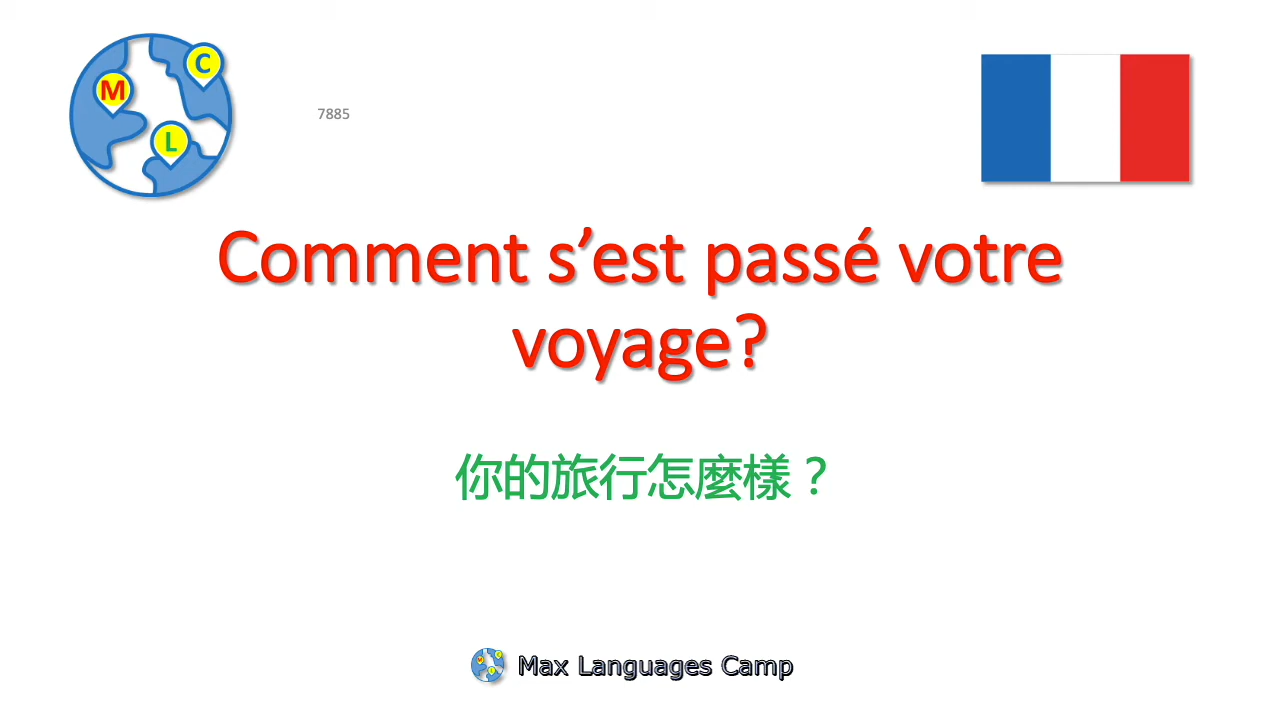 M
C
L
7885
Comment s’est passé votre
voyage?
你的旅行怎麼樣？
Max Languages Camp